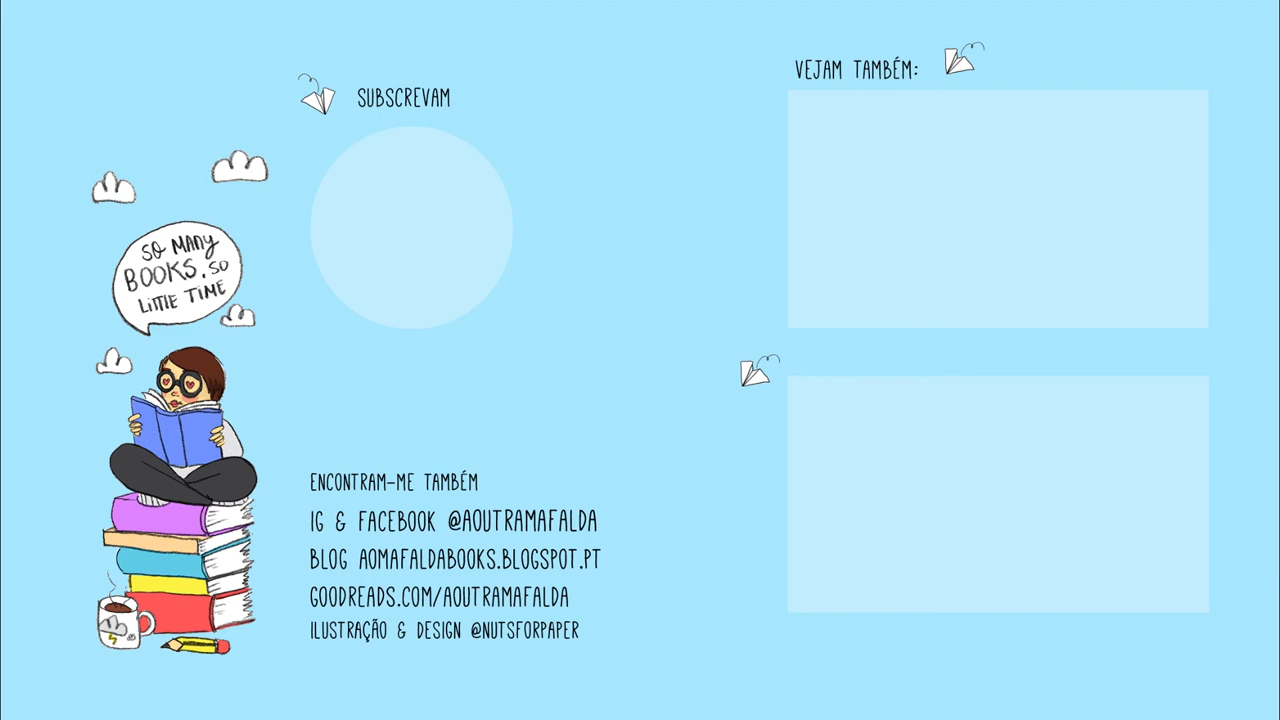 VEJAM TAMBÉM:
SUBSCREVAM
SO MANY
BOOKS, SO
LITTLE TIME
ENCONTRAM-ME TAMBÉM
IG & FACEBOOK @AOUTRAMAFALDA
BLOG AOMAFALDABOOKS.BLOGSPOT.PT
GOODREADS.COM/AOUTRAMAFALDA
ILUSTRAÇÃO & DESIGN @NUTSFORPAPER